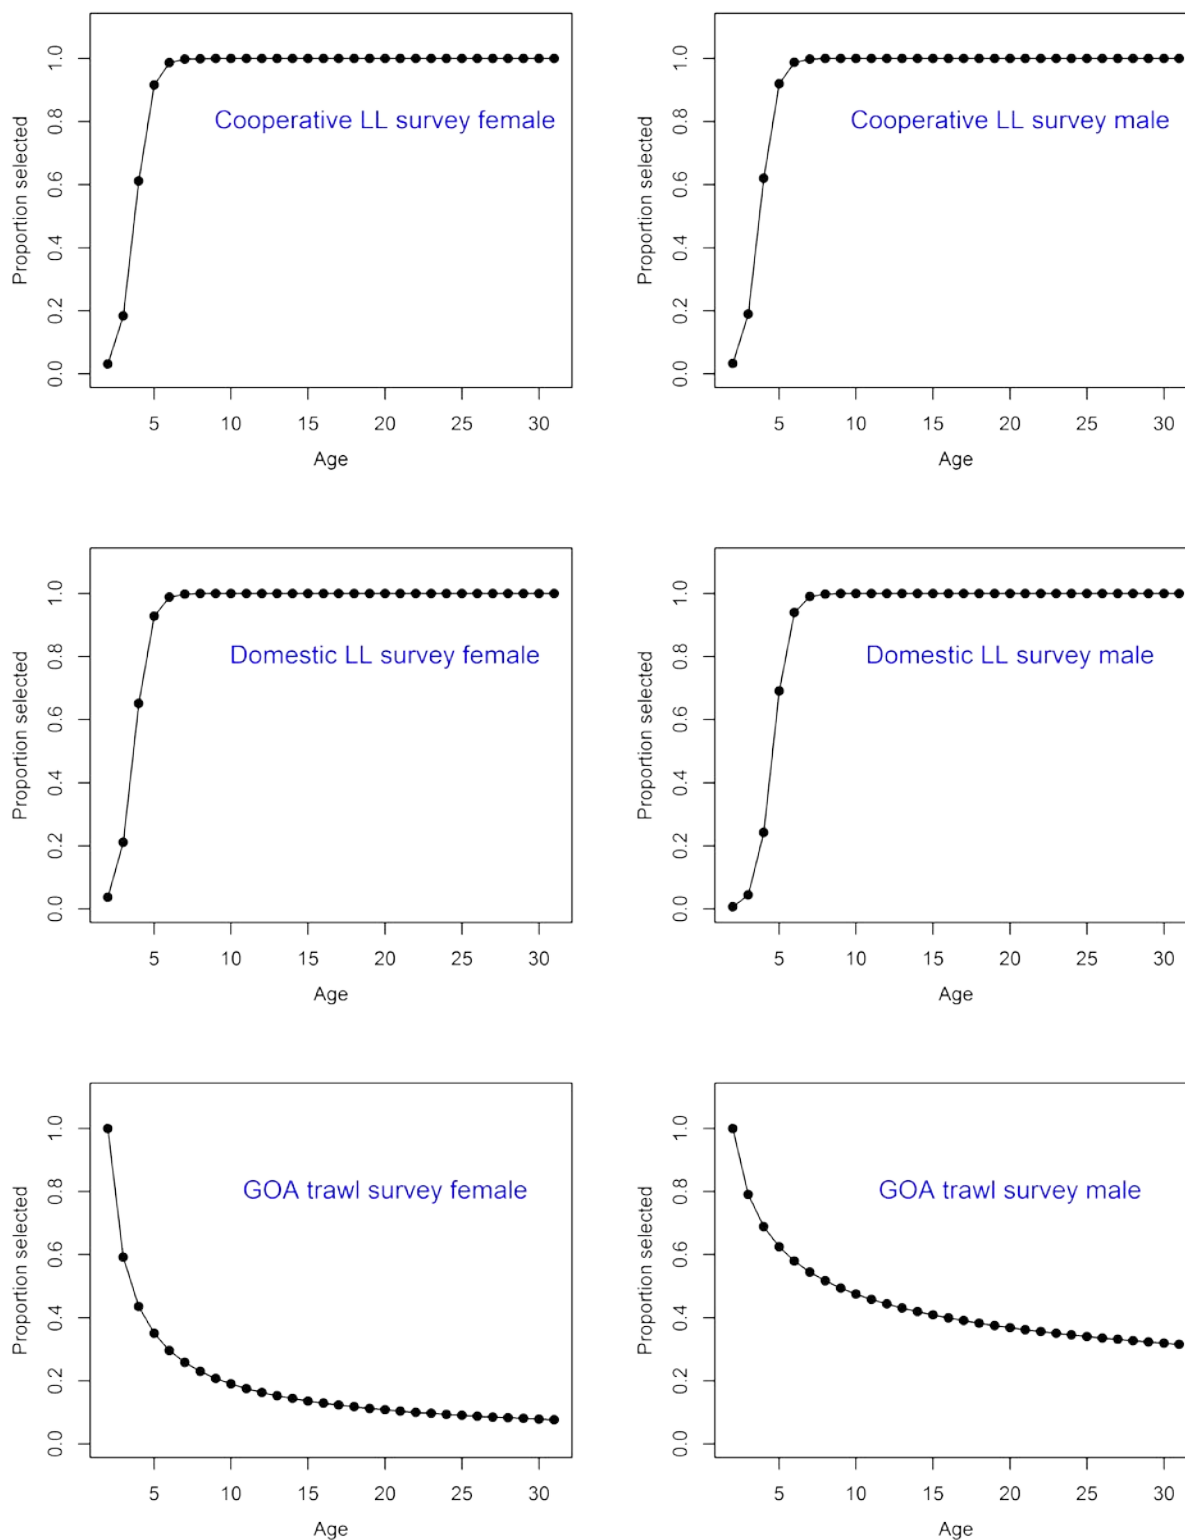 1.0
0.8
0.6
0.4
0.2
0.0
Proportion selected
Cooperative LL survey female
5 10 15 20 25 30
Age
1.0
0.8
0.6
0.4
0.2
0.0
Proportion selected
Cooperative LL survey male
5 10 15 20 25 30
Age
1.0
0.8
0.6
0.4
0.2
0.0
Proportion selected
Domestic LL survey female
5 10 15 20 25 30
Age
1.0
0.8
0.6
0.4
0.2
0.0
Proportion selected
Domestic LL survey male
5 10 15 20 25 30
Age
1.0
0.8
0.6
0.4
0.2
0.0
Proportion selected
GOA trawl survey female
5 10 15 20 25 30
Age
1.0
0.8
0.6
0.4
0.2
0.0
Proportion selected
GOA trawl survey male
5 10 15 20 25 30
Age